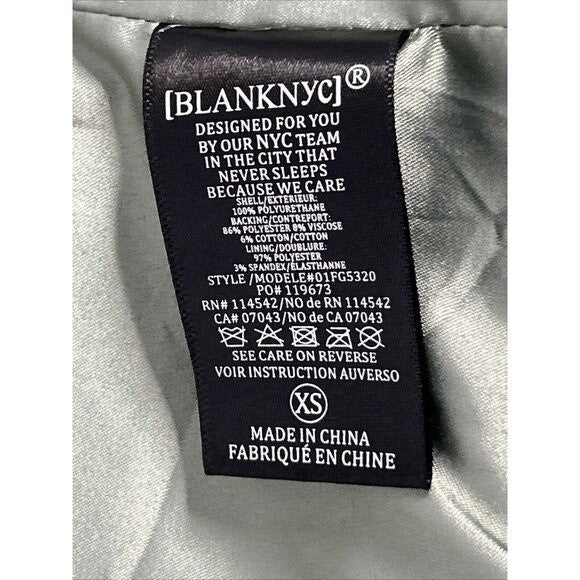 [BLANKNYC]®
DESIGNED FOR YOU
BY OUR NYC TEAM
IN THE CITY THAT
NEVER SLEEPS
BECAUSE WE CARE
SHELL/EXTERIEUR:
100% POLYURETHANE
BACKING/CONTREPORT:
86% POLYESTER 8% VISCOSE
6% COTTON/COTTON
LINING/DOUBLURE:
97% POLYESTER
3% SPANDEX/ELASTHANNE
STYLE /MODELE#01FG5320
PO# 119673
RN# 114542/NO de RN 114542
CA# 07043/NO de CA 07043
SEE CARE ON REVERSE
VOIR INSTRUCTION AUVERSO
XS
MADE IN CHINA
FABRIQUÉ EN CHINE